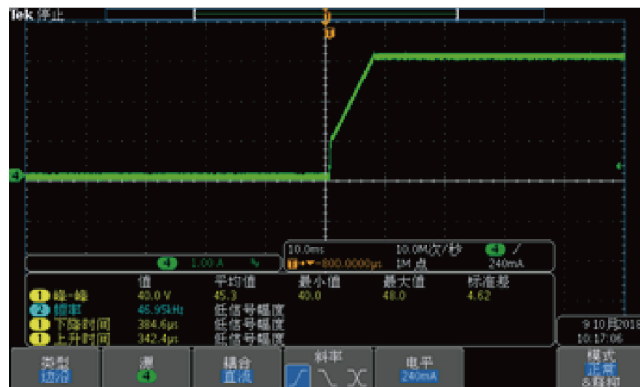 Tek 停止
T
T
4
10.0ms 10.0M次/秒 4
4 1.00 A T→▼-800.0000μs 1M 点 240mA
值 平均值 最小值 最大值 标准差
1 峰-峰 40.0 V 45.3 40.0 48.0 4.62
2 频率 46.95kHz 低信号幅度
1 下降时间 384.6μs 低信号幅度
1 上升时间 342.4μs 低信号幅度
9 10月2018
10:17:06
类型 源 耦合 斜率 电平 模式
边沿 4 直流 240mA 正常
&释抑